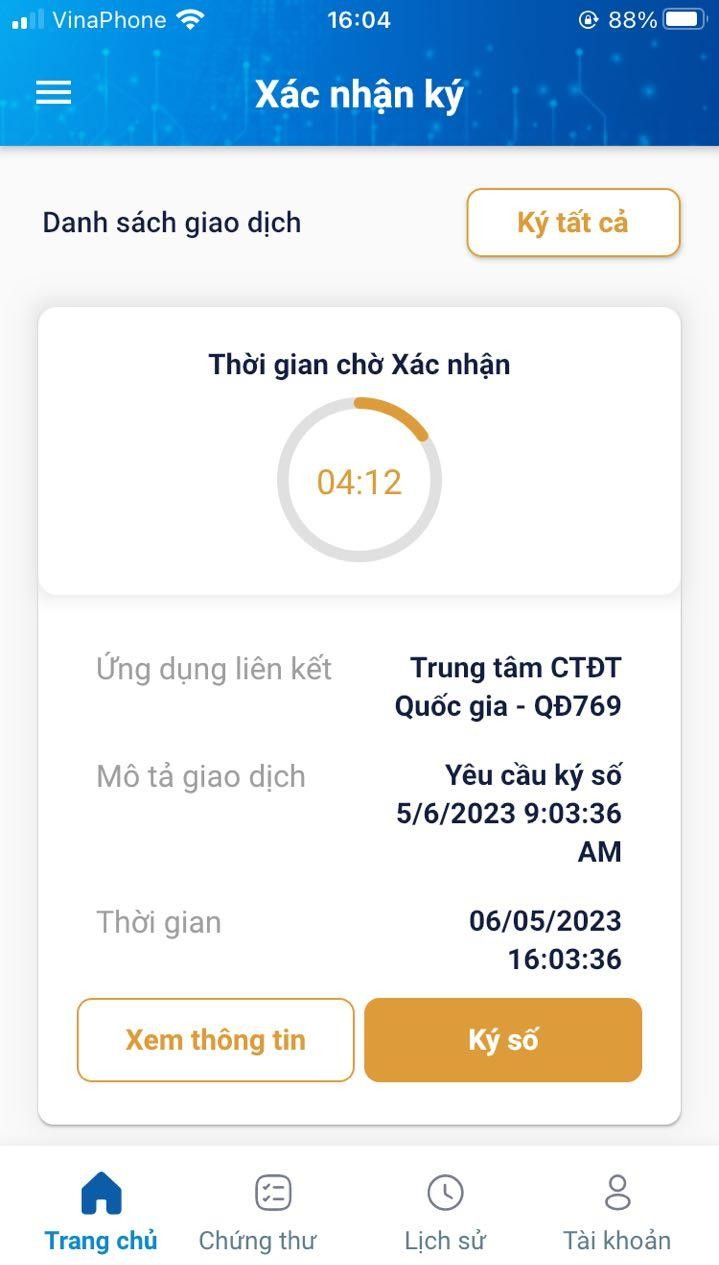 VinaPhone 16:04 88%
Xác nhận ký
Danh sách giao dịch Ký tất cả
Thời gian chờ Xác nhận
04:12
Ứng dụng liên kết Trung tâm CTĐT
Quốc gia - QĐ769
Mô tả giao dịch Yêu cầu ký số
5/6/2023 9:03:36
AM
Thời gian 06/05/2023
16:03:36
Xem thông tin Ký số
Trang chủ Chứng thư Lịch sử Tài khoản